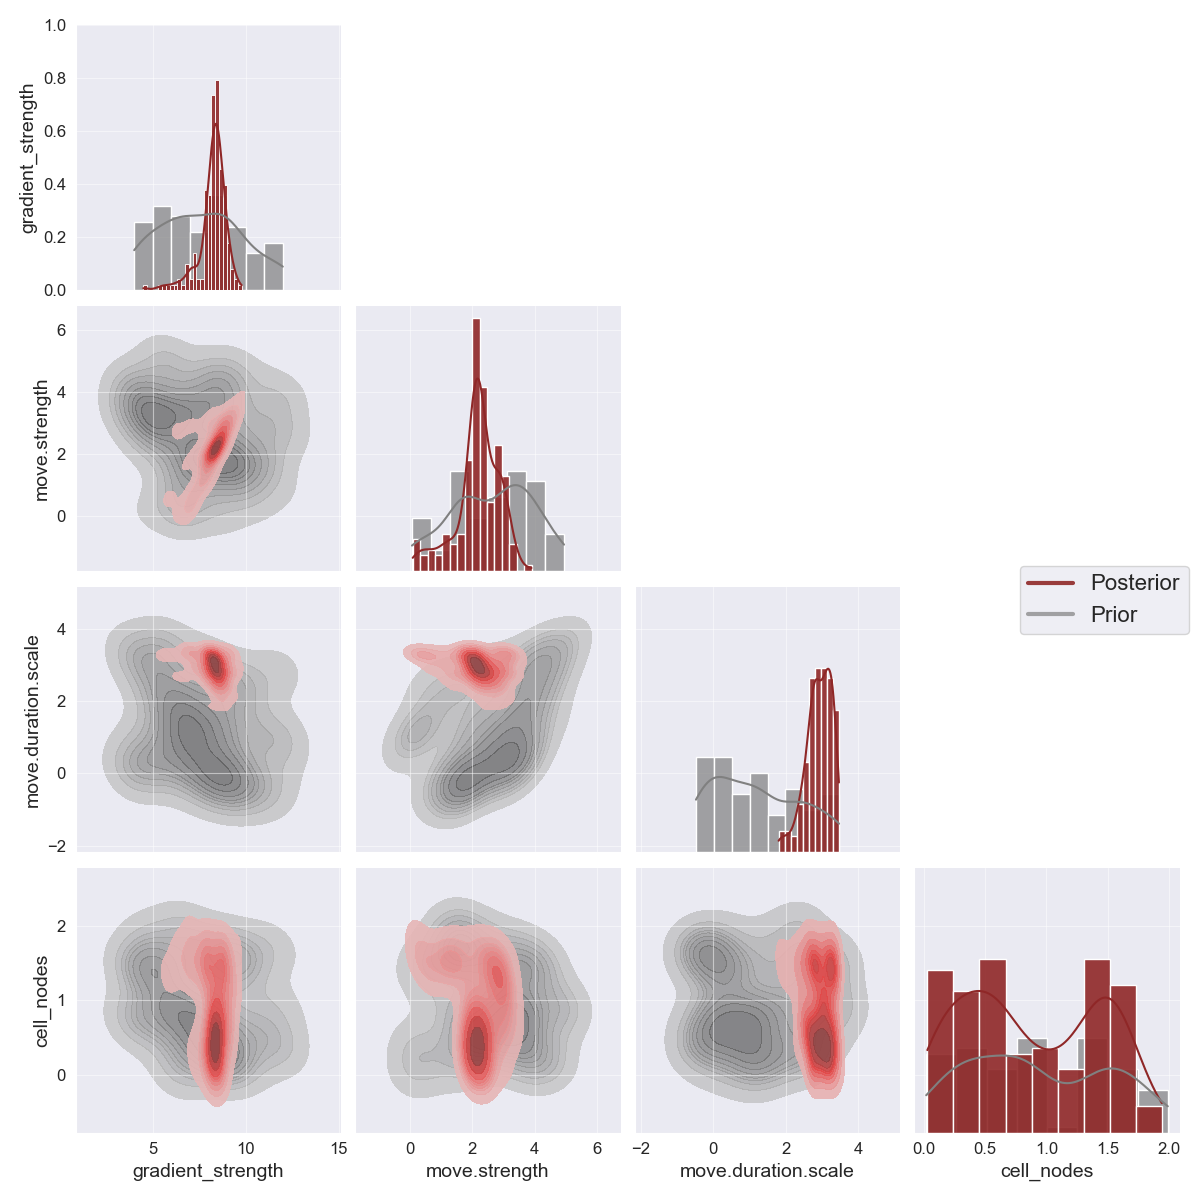 1.0
0.8
0.6
0.4
0.2
0.0
gradient_strength
6
4
2
0
move.strength
4
2
0
−2
move.duration.scale
Posterior
Prior
2
1
0
cell_nodes
5 10 15
0 2 4 6
−2 0 2 4
0.0 0.5 1.0 1.5 2.0
gradient_strength
move.strength
move.duration.scale
cell_nodes